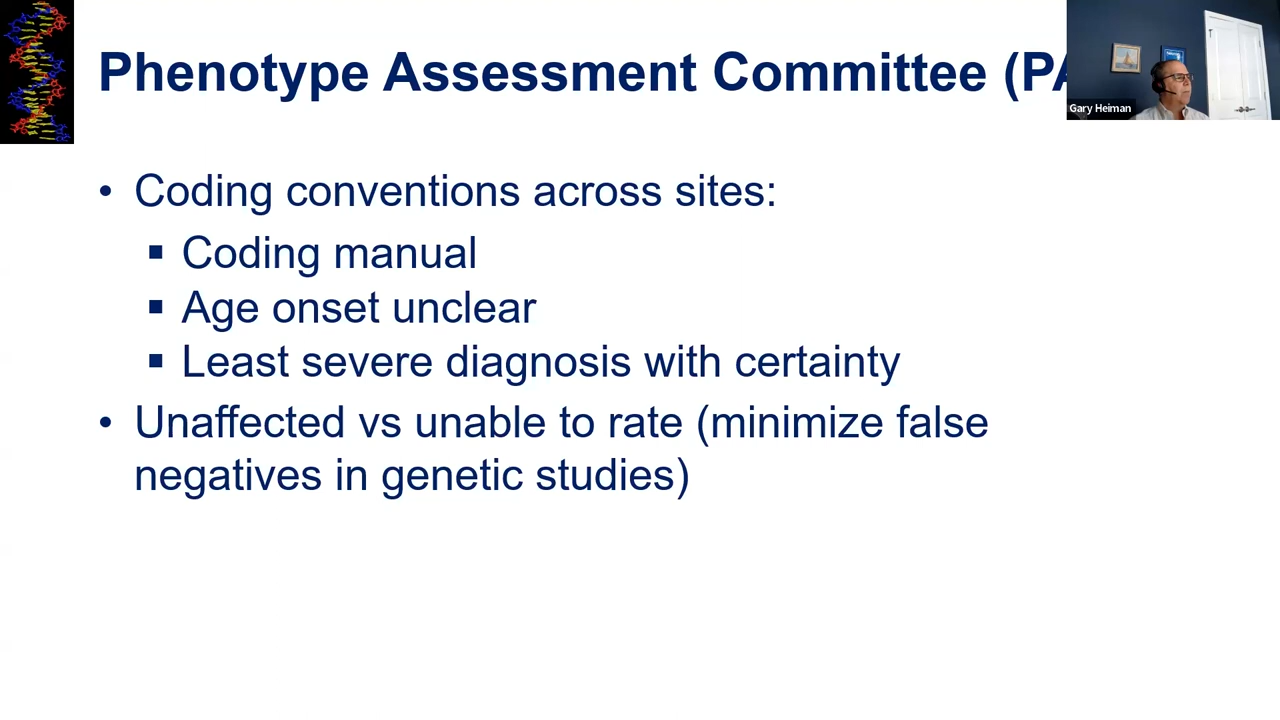 Phenotype Assessment Committee (PA
Gary Heiman
• Coding conventions across sites:
▪ Coding manual
▪ Age onset unclear
▪ Least severe diagnosis with certainty
• Unaffected vs unable to rate (minimize false
negatives in genetic studies)